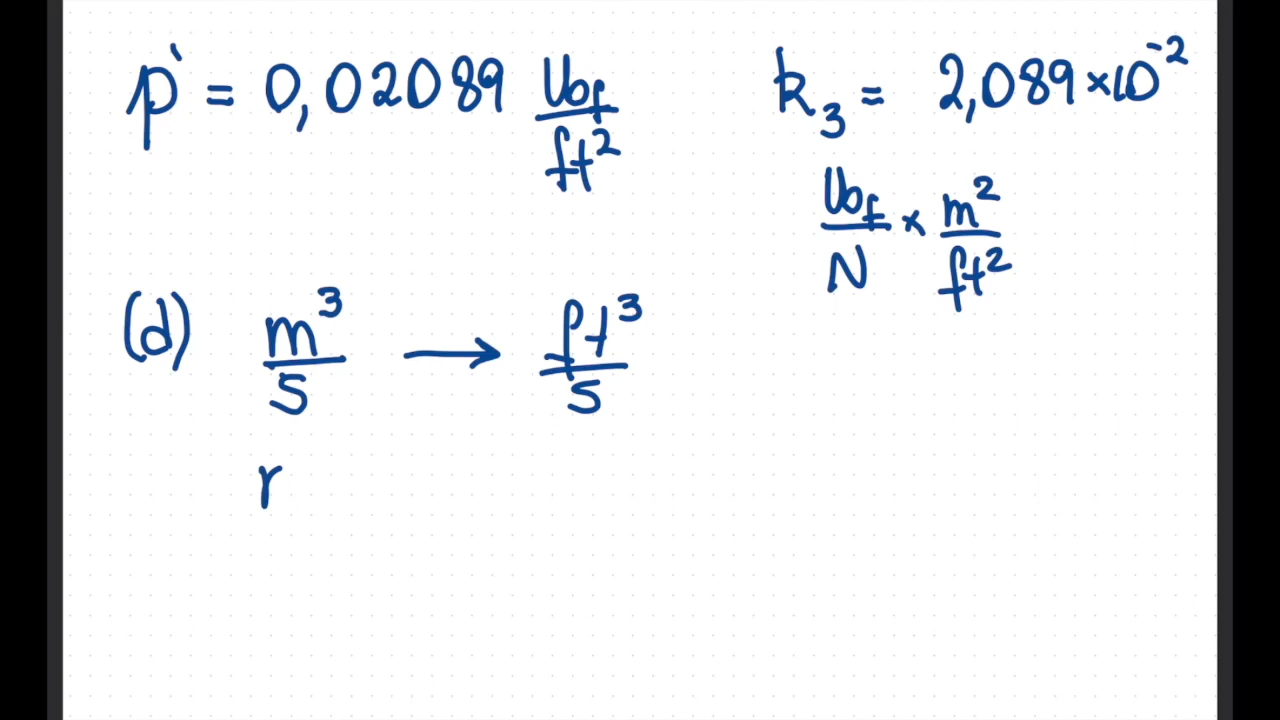 p` = 0,02089 lbf/ft²
k₃ = 2,089 × 10⁻²
lbf/N × m²/ft²
(d) m³/s → ft³/s
r